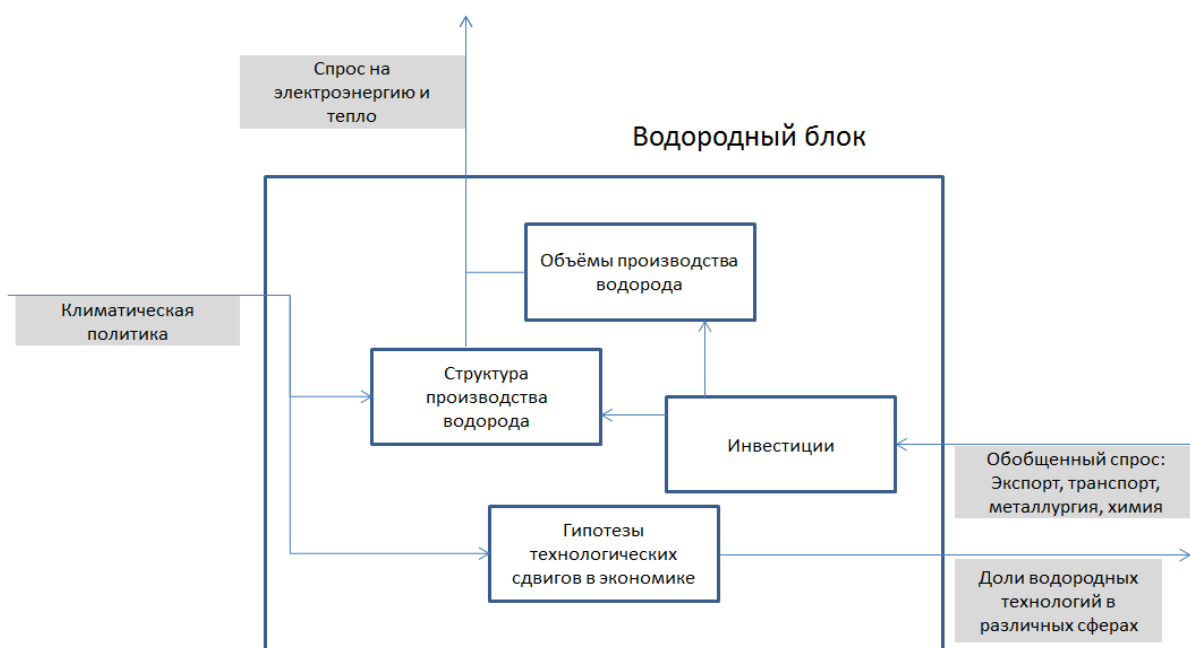 Спрос на
электроэнергию и
тепло
Водородный блок
Объёмы производства
водорода
Климатическая
политика
Структура
производства
водорода
Инвестиции
Обобщенный спрос:
Экспорт, транспорт,
металлургия, химия
Гипотезы
технологических
сдвигов в экономике
Доли водородных
технологий в
различных сферах